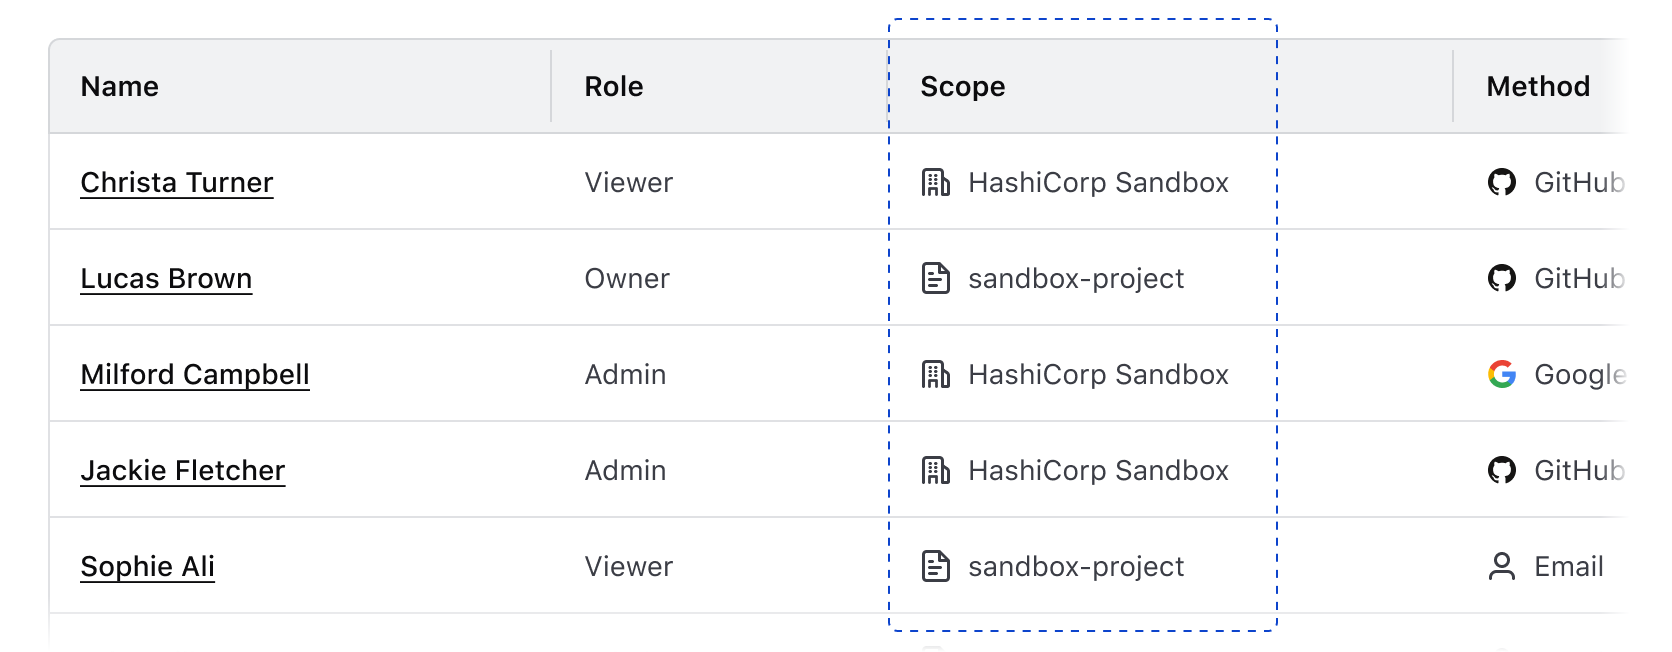 Name Role Scope Method
Christa Turner Viewer HashiCorp Sandbox GitHub
Lucas Brown Owner sandbox-project GitHub
Milford Campbell Admin HashiCorp Sandbox Google
Jackie Fletcher Admin HashiCorp Sandbox GitHub
Sophie Ali Viewer sandbox-project Email